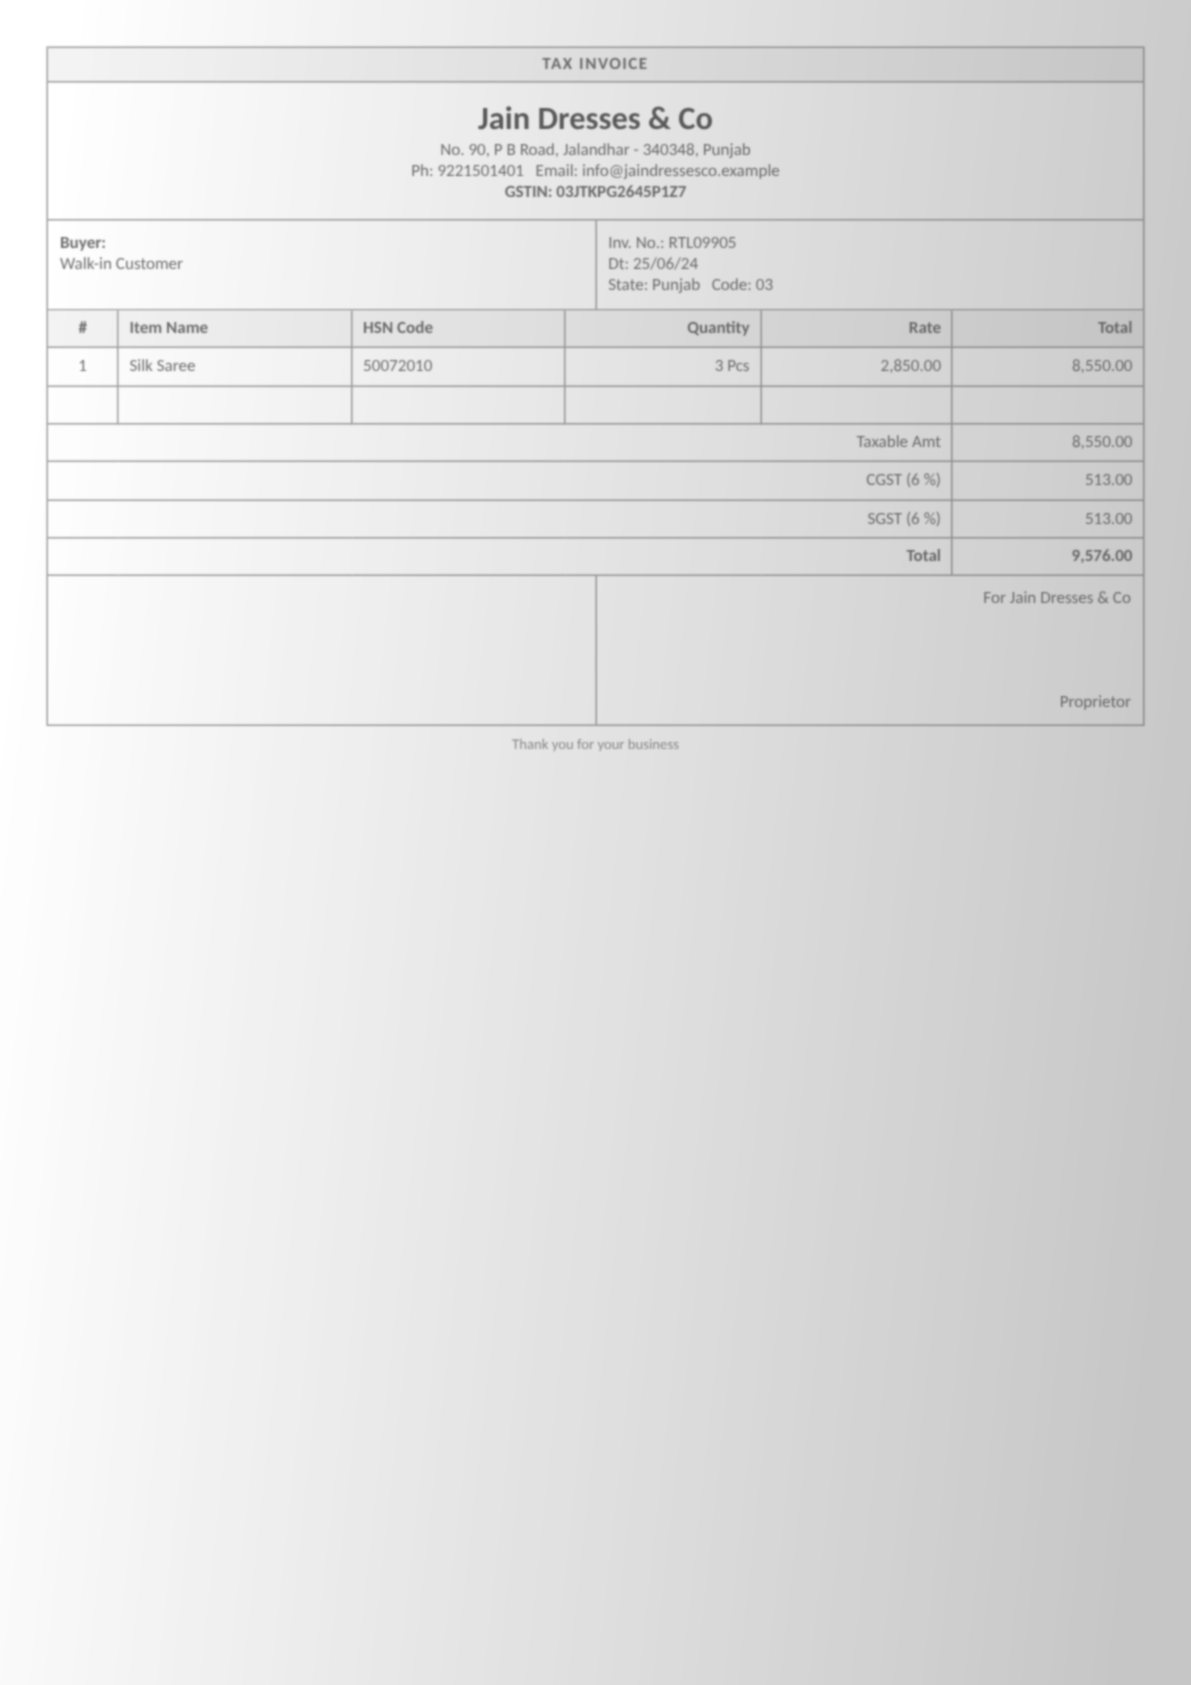 TAX INVOICE
Jain Dresses & Co
No. 90, P B Road, Jalandhar - 340348, Punjab
Ph: 9221501401 Email: info@jaindressesco.example
GSTIN: 03JTKPG2645P1Z7
Buyer:
Walk-in Customer
Inv. No.: RTL09905
Dt: 25/06/24
State: Punjab Code: 03
# Item Name HSN Code Quantity Rate Total
1 Silk Saree 50072010 3 Pcs 2,850.00 8,550.00
Taxable Amt 8,550.00
CGST (6 %) 513.00
SGST (6 %) 513.00
Total 9,576.00
For Jain Dresses & Co
Proprietor
Thank you for your business